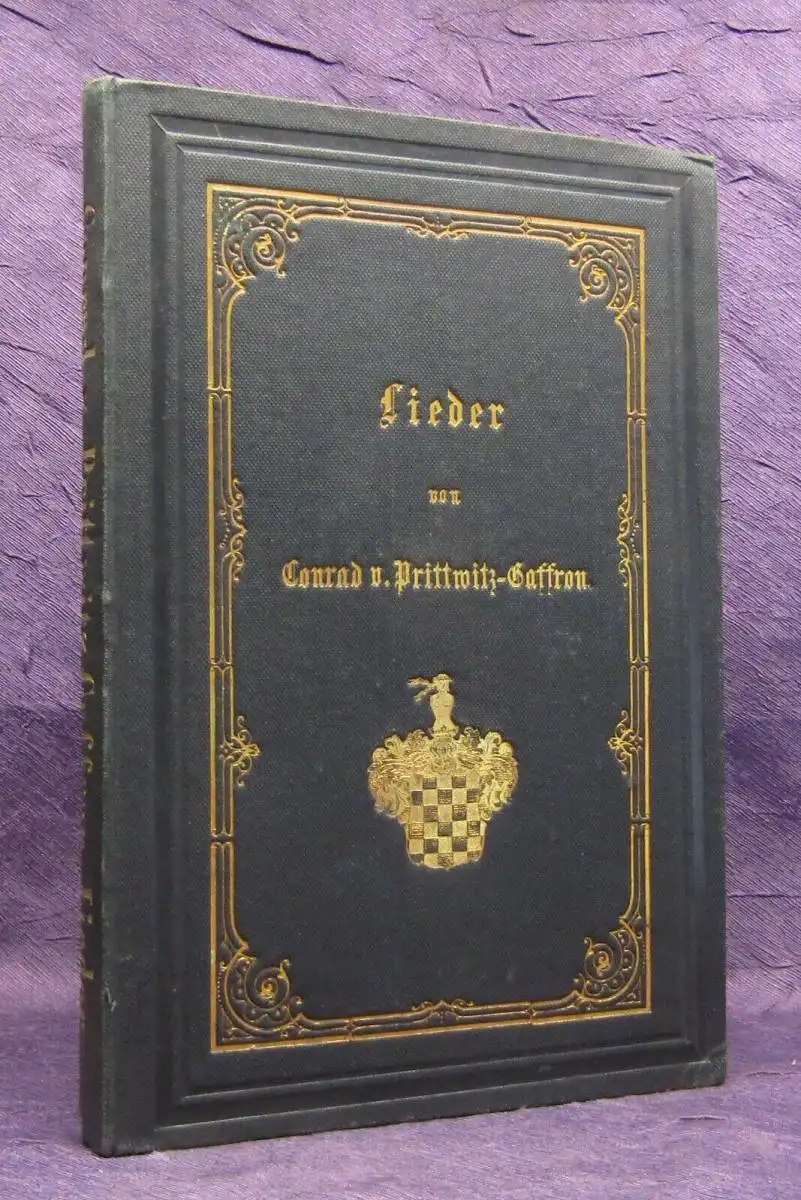 Lieder
von
Conrad v. Prittwitz-Gaffron.